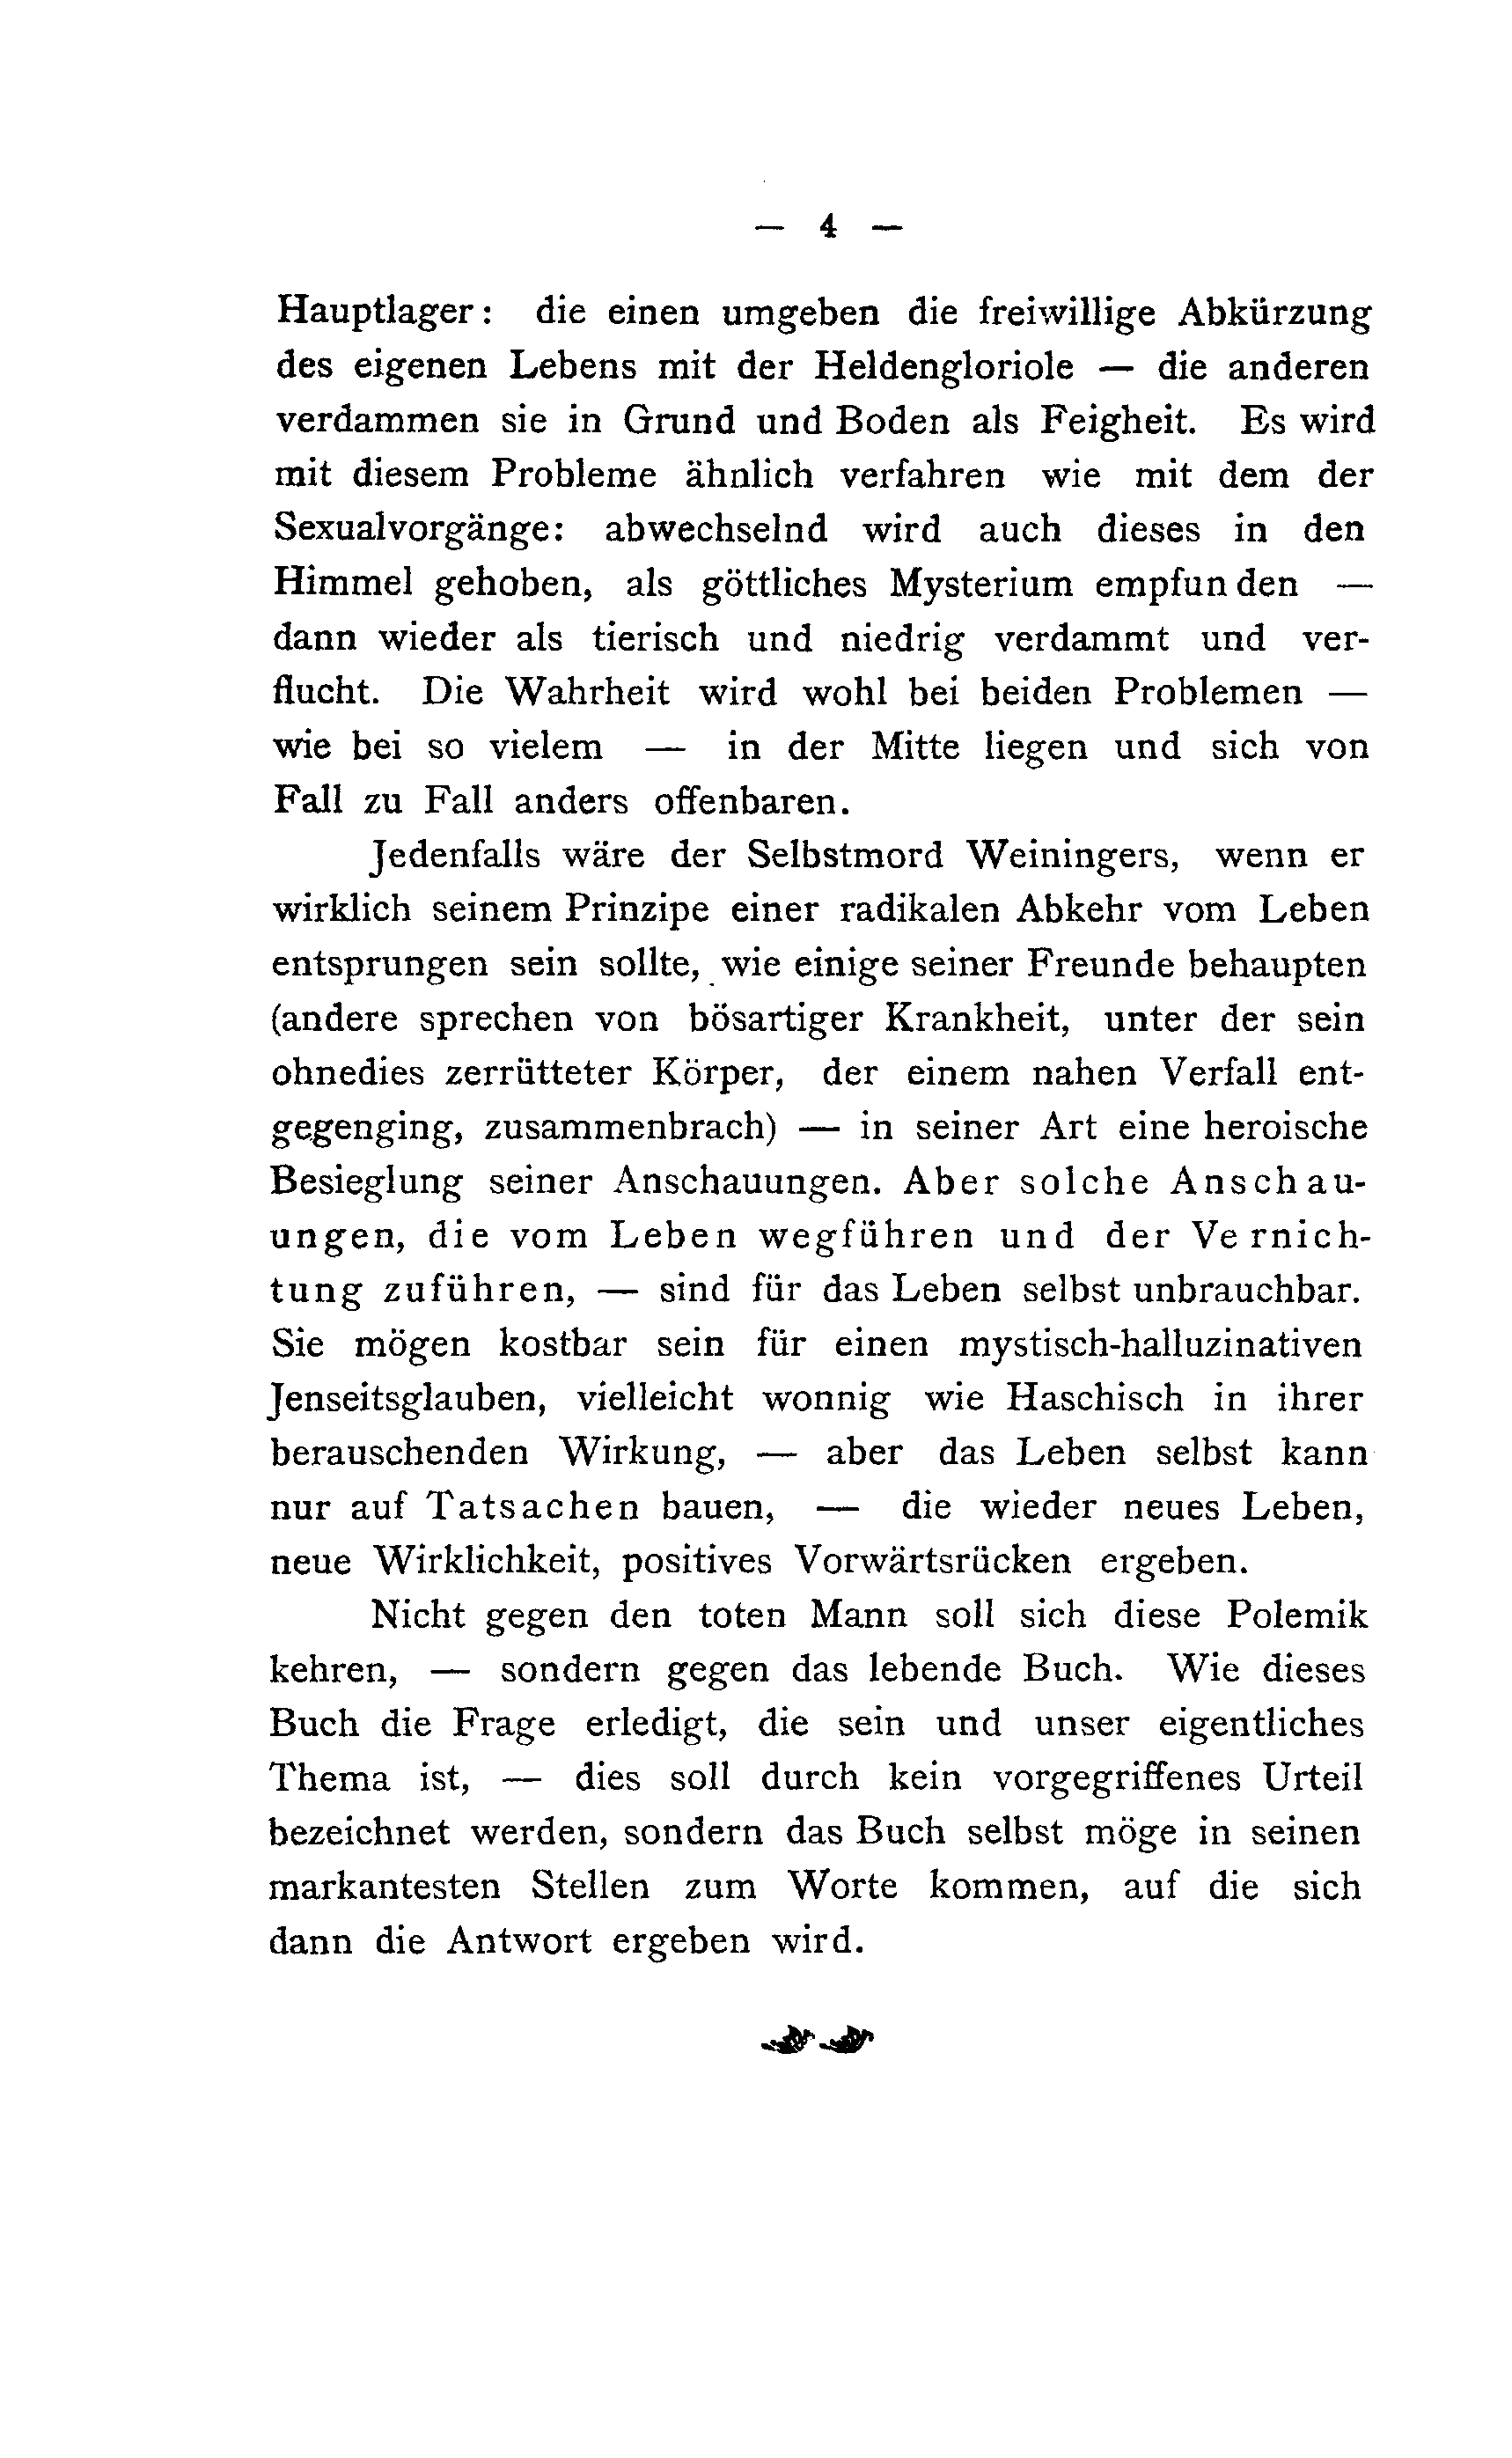 — 4 —
Hauptlager: die einen umgeben die freiwillige Abkürzung
des eigenen Lebens mit der Heldengloriole — die anderen
verdammen sie in Grund und Boden als Feigheit. Es wird
mit diesem Probleme ähnlich verfahren wie mit dem der
Sexualvorgänge: abwechselnd wird auch dieses in den
Himmel gehoben, als göttliches Mysterium empfunden —
dann wieder als tierisch und niedrig verdammt und ver-
flucht. Die Wahrheit wird wohl bei beiden Problemen —
wie bei so vielem — in der Mitte liegen und sich von
Fall zu Fall anders offenbaren.
Jedenfalls wäre der Selbstmord Weiningers, wenn er
wirklich seinem Prinzipe einer radikalen Abkehr vom Leben
entsprungen sein sollte, wie einige seiner Freunde behaupten
(andere sprechen von bösartiger Krankheit, unter der sein
ohnedies zerrütteter Körper, der einem nahen Verfall ent-
gegenging, zusammenbrach) — in seiner Art eine heroische
Besieglung seiner Anschauungen. Aber solche Anschau-
ungen, die vom Leben wegführen und der Vernich-
tung zuführen, — sind für das Leben selbst unbrauchbar.
Sie mögen kostbar sein für einen mystisch-halluzinativen
Jenseitsglauben, vielleicht wonnig wie Haschisch in ihrer
berauschenden Wirkung, — aber das Leben selbst kann
nur auf Tatsachen bauen, — die wieder neues Leben,
neue Wirklichkeit, positives Vorwärtsrücken ergeben.
Nicht gegen den toten Mann soll sich diese Polemik
kehren, — sondern gegen das lebende Buch. Wie dieses
Buch die Frage erledigt, die sein und unser eigentliches
Thema ist, — dies soll durch kein vorgegriffenes Urteil
bezeichnet werden, sondern das Buch selbst möge in seinen
markantesten Stellen zum Worte kommen, auf die sich
dann die Antwort ergeben wird.